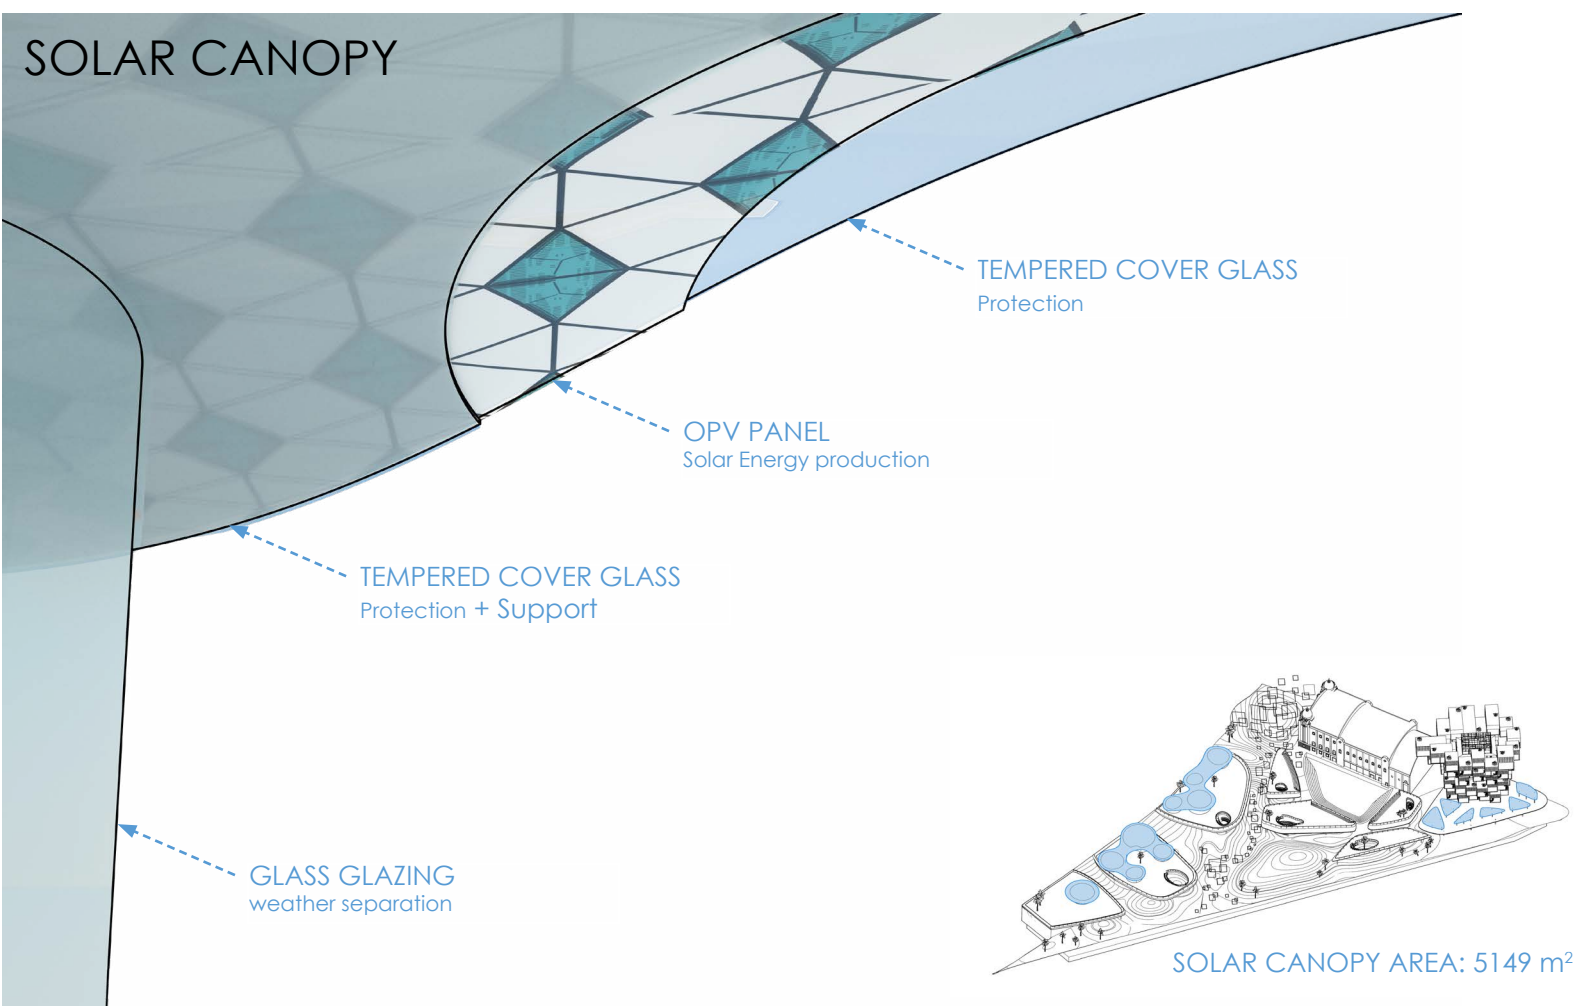 SOLAR CANOPY
TEMPERED COVER GLASS
Protection
OPV PANEL
Solar Energy production
TEMPERED COVER GLASS
Protection + Support
GLASS GLAZING
weather separation
SOLAR CANOPY AREA: 5149 m²